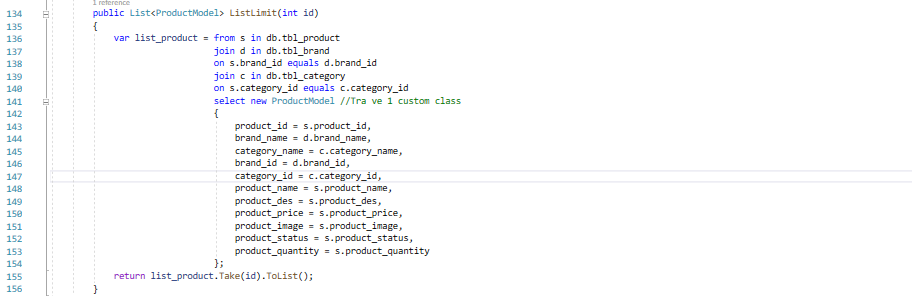 1 reference
134 public List<ProductModel> ListLimit(int id)
135 {
136 var list_product = from s in db.tbl_product
137 join d in db.tbl_brand
138 on s.brand_id equals d.brand_id
139 join c in db.tbl_category
140 on s.category_id equals c.category_id
141 select new ProductModel //Tra ve 1 custom class
142 {
143 product_id = s.product_id,
144 brand_name = d.brand_name,
145 category_name = c.category_name,
146 brand_id = d.brand_id,
147 category_id = c.category_id,
148 product_name = s.product_name,
149 product_des = s.product_des,
150 product_price = s.product_price,
151 product_image = s.product_image,
152 product_status = s.product_status,
153 product_quantity = s.product_quantity
154 };
155 return list_product.Take(id).ToList();
156 }